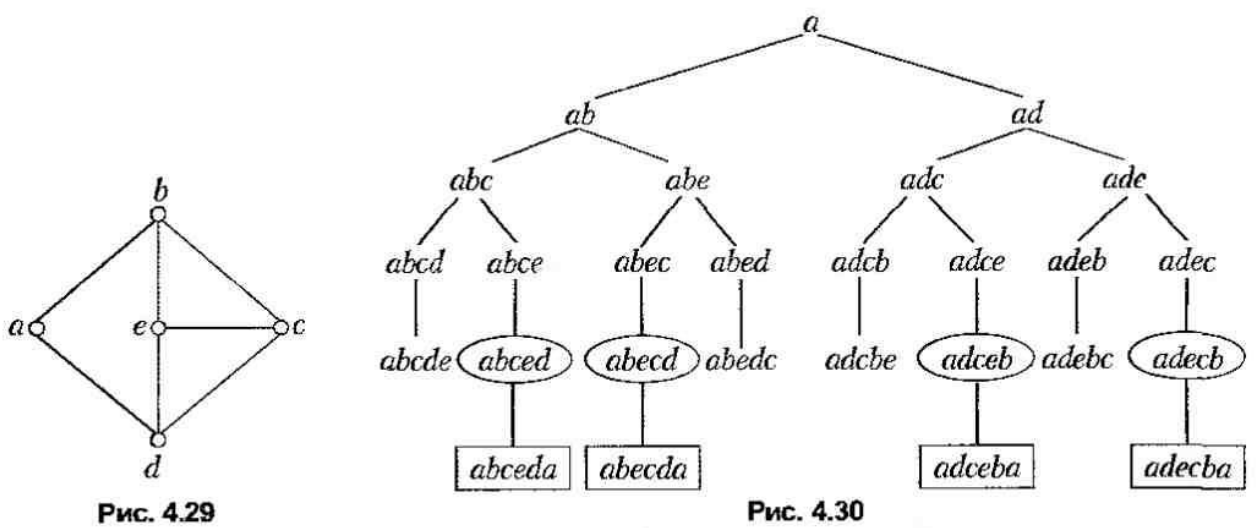 a
ab ad
abc abe adc ade
abcd abce abec abed adcb adce adeb adec
abcde abced abecd abedc adcbe adceb adebc adecb
abceda abecda adceba adecba
b
a e c
d
Рис. 4.29 Рис. 4.30